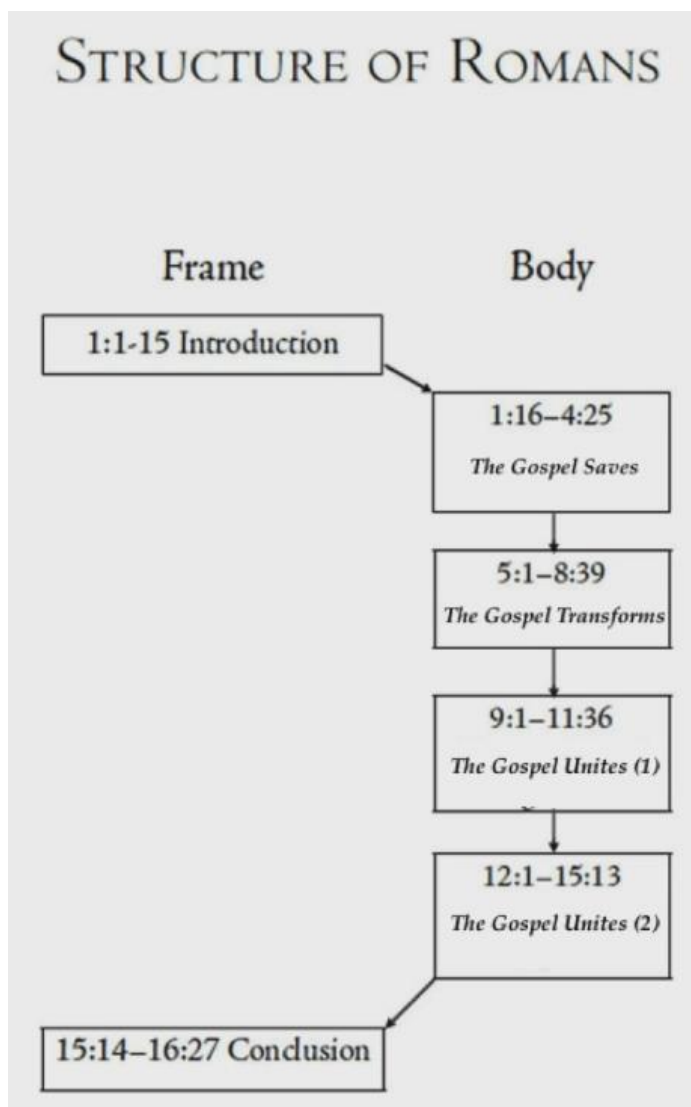 STRUCTURE OF ROMANS
Frame
Body
1:1-15 Introduction
1:16–4:25
The Gospel Saves
5:1–8:39
The Gospel Transforms
9:1–11:36
The Gospel Unites (1)
12:1–15:13
The Gospel Unites (2)
15:14–16:27 Conclusion